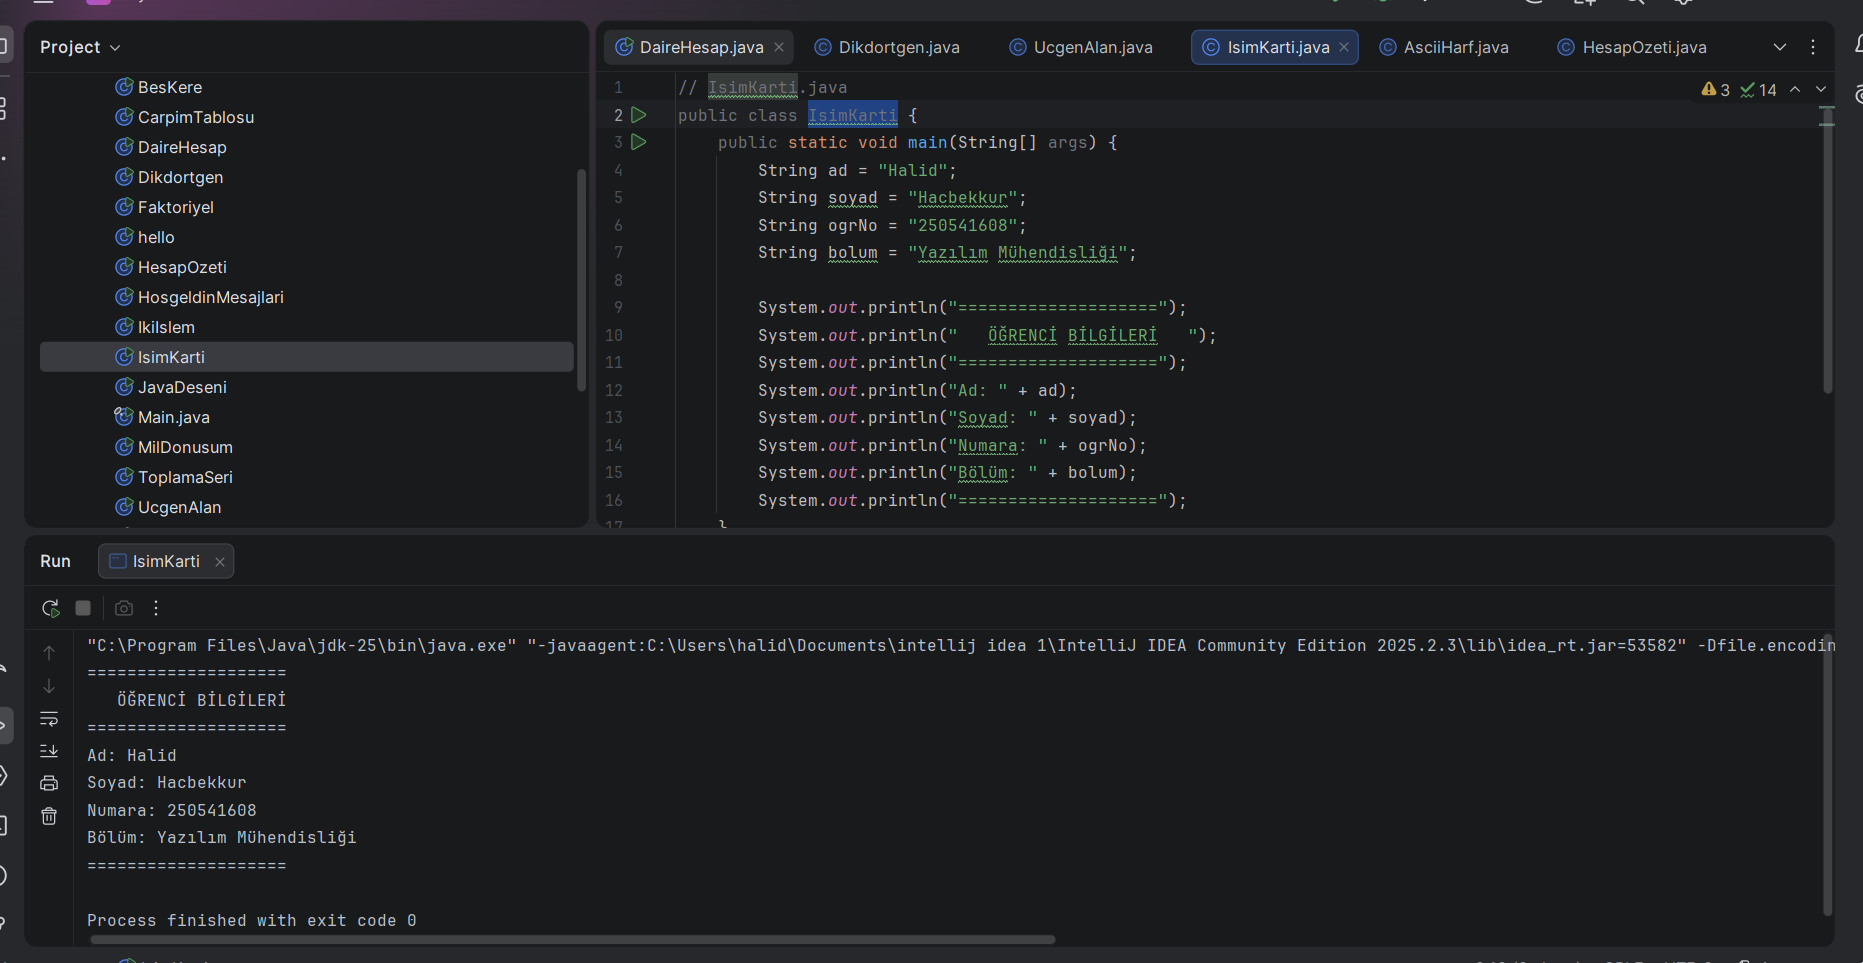 Project
BesKere
CarpimTablosu
DaireHesap
Dikdortgen
Faktoriyel
hello
HesapOzeti
HosgeldinMesajlari
IkiIslem
IsimKarti
JavaDeseni
Main.java
MilDonusum
ToplamaSeri
UcgenAlan
DaireHesap.java Dikdortgen.java UcgenAlan.java IsimKarti.java AsciiHarf.java HesapOzeti.java
3 14
1 // IsimKarti.java
2 public class IsimKarti {
3 public static void main(String[] args) {
4 String ad = "Halid";
5 String soyad = "Hacbekkur";
6 String ogrNo = "250541608";
7 String bolum = "Yazılım Mühendisliği";
8
9 System.out.println("====================");
10 System.out.println("   ÖĞRENCİ BİLGİLERİ   ");
11 System.out.println("====================");
12 System.out.println("Ad: " + ad);
13 System.out.println("Soyad: " + soyad);
14 System.out.println("Numara: " + ogrNo);
15 System.out.println("Bölüm: " + bolum);
16 System.out.println("====================");
17 }
Run IsimKarti
"C:\Program Files\Java\jdk-25\bin\java.exe" "-javaagent:C:\Users\halid\Documents\intellij idea 1\IntelliJ IDEA Community Edition 2025.2.3\lib\idea_rt.jar=53582" -Dfile.encodin
====================
   ÖĞRENCİ BİLGİLERİ
====================
Ad: Halid
Soyad: Hacbekkur
Numara: 250541608
Bölüm: Yazılım Mühendisliği
====================
Process finished with exit code 0